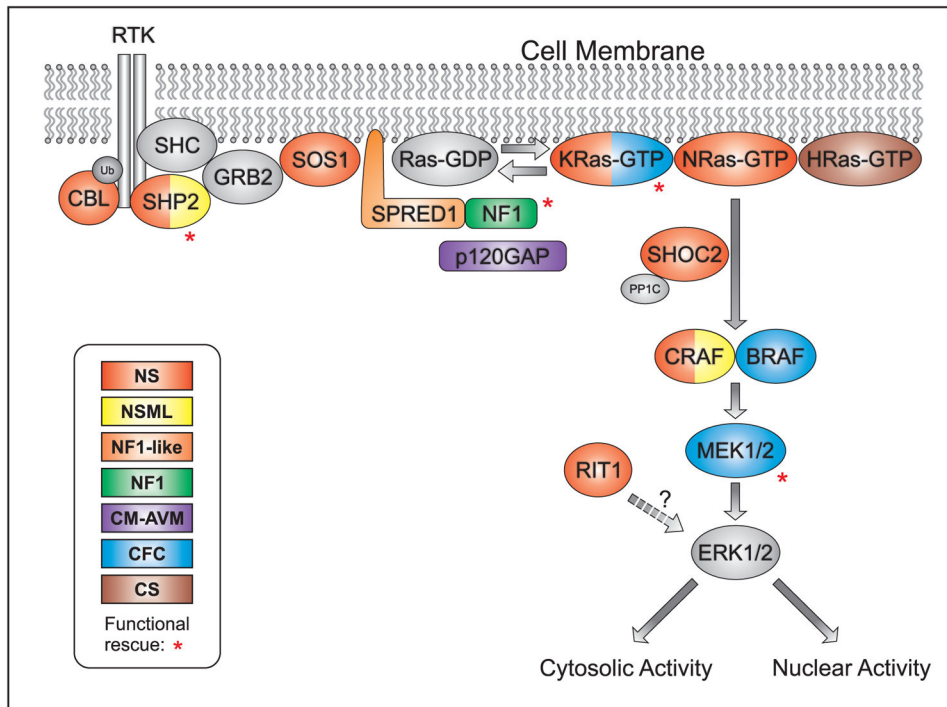 RTK
Cell Membrane
SHC
SOS1
Ras-GDP
KRas-GTP
NRas-GTP
HRas-GTP
Ub
GRB2
CBL
SHP2
*
SPRED1
NF1
*
*
p120GAP
SHOC2
PP1C
CRAF
BRAF
MEK1/2
*
RIT1
?
ERK1/2
Cytosolic Activity
Nuclear Activity
NS
NSML
NF1-like
NF1
CM-AVM
CFC
CS
Functional
rescue: *